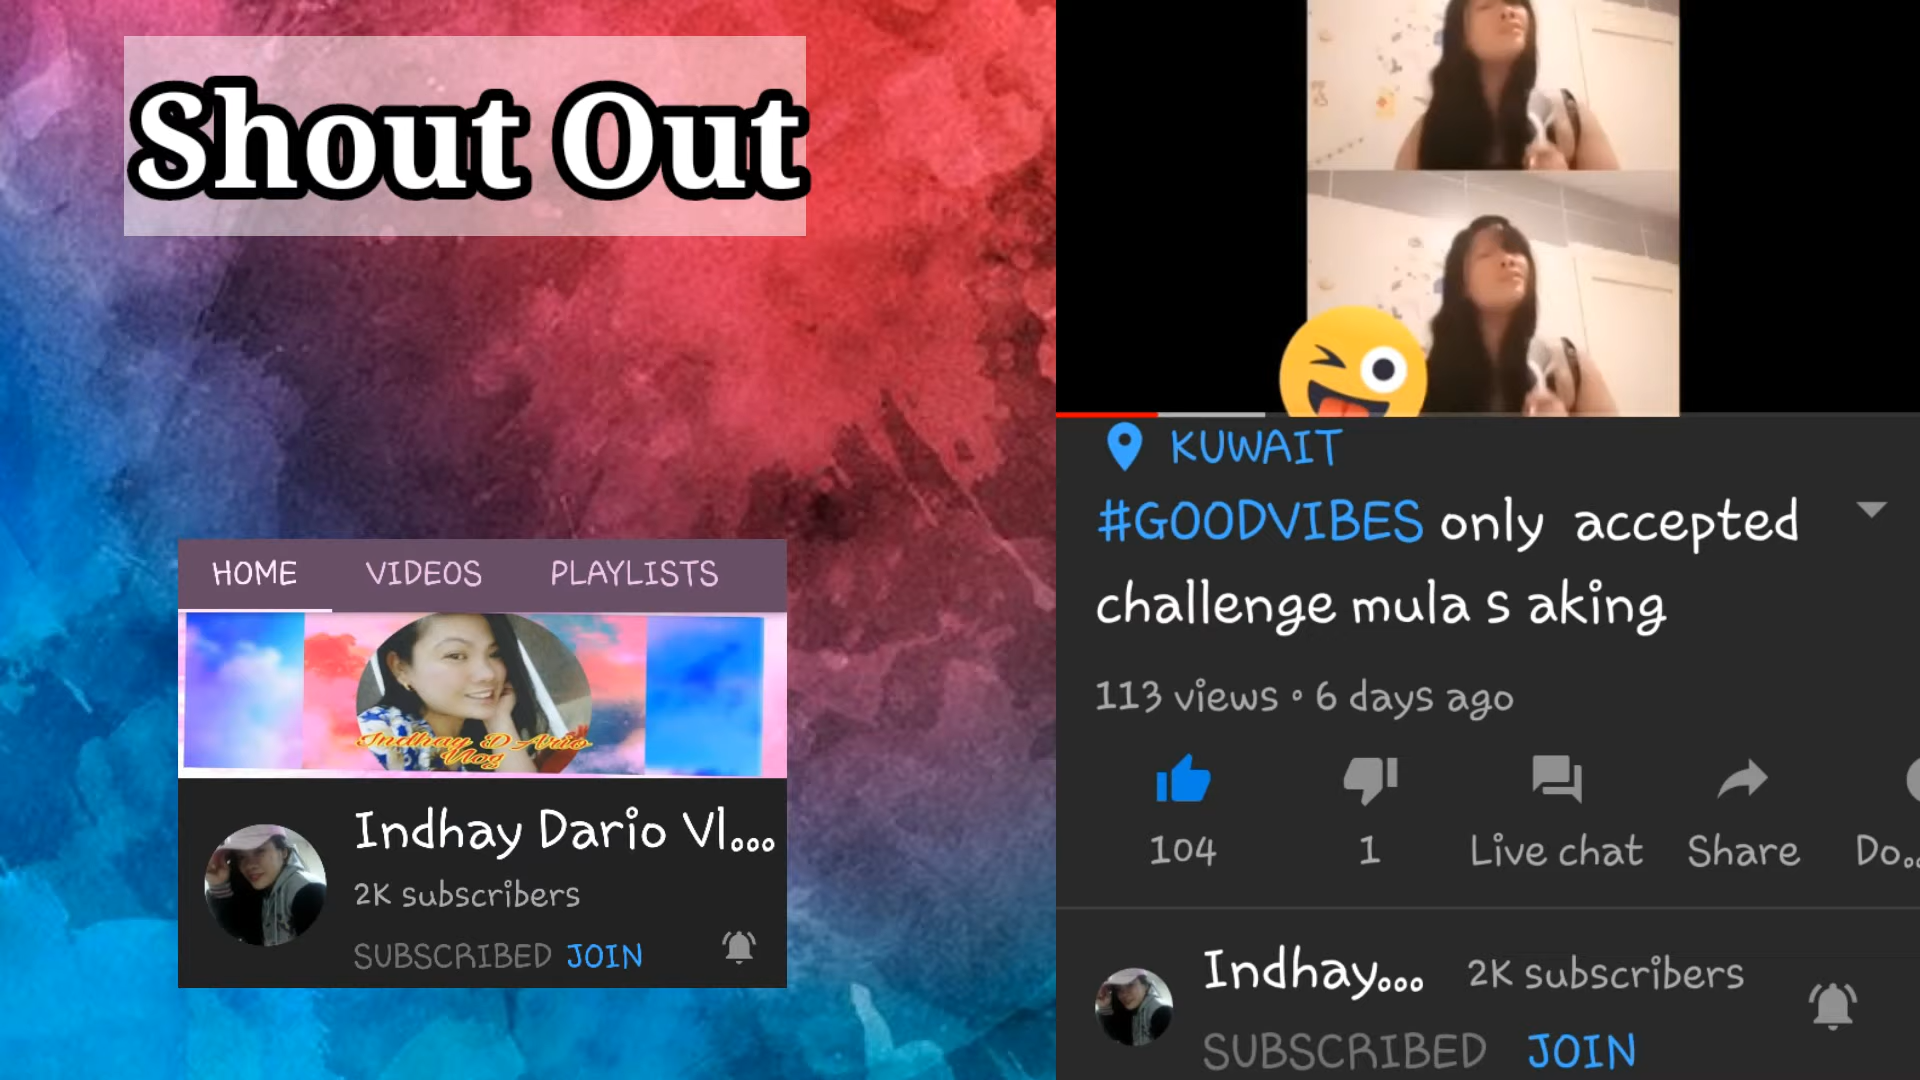 Shout Out
HOME VIDEOS PLAYLISTS
Indhay D Ario
Vlog
Indhay Dario Vl...
2K subscribers
SUBSCRIBED JOIN
KUWAIT
#GOODVIBES only accepted
challenge mula s aking
113 views • 6 days ago
104 1 Live chat Share Do..
Indhay... 2K subscribers
SUBSCRIBED JOIN